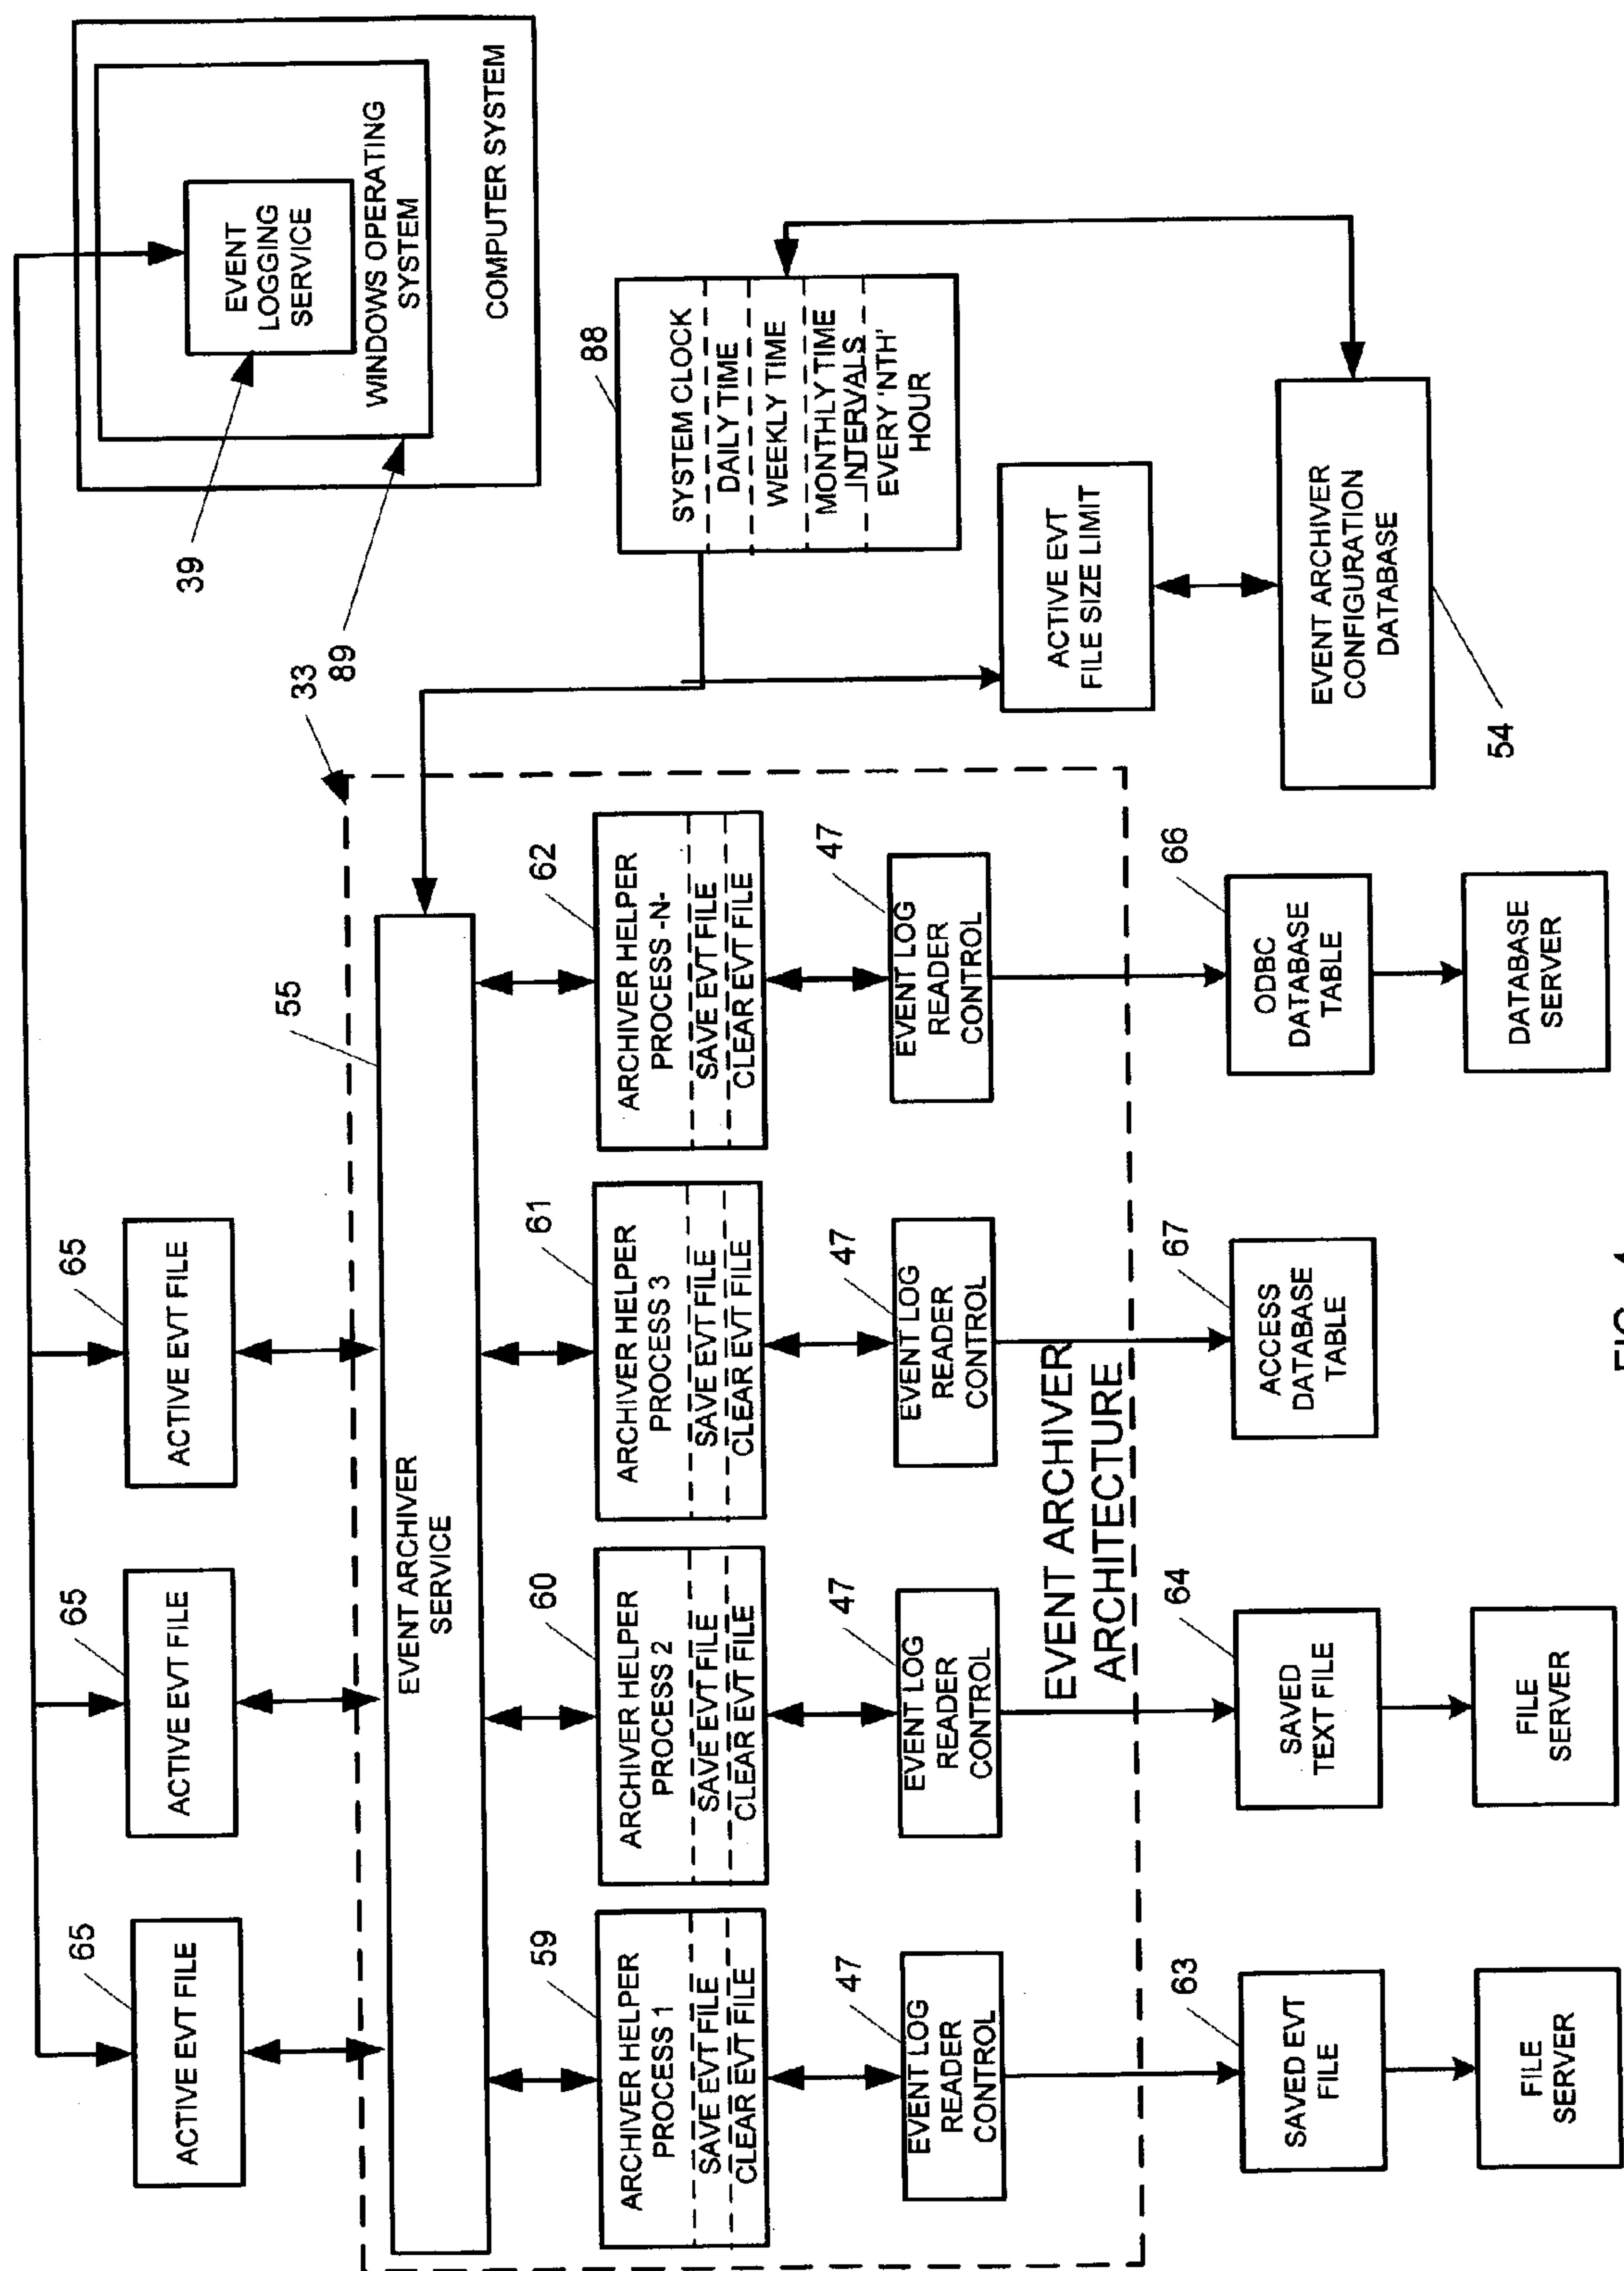 EVENT
LOGGING
SERVICE
WINDOWS OPERATING
SYSTEM
COMPUTER SYSTEM
39
89
33
65
ACTIVE EVT FILE
65
ACTIVE EVT FILE
65
ACTIVE EVT FILE
55
EVENT ARCHIVER
SERVICE
88
SYSTEM CLOCK
DAILY TIME
WEEKLY TIME
MONTHLY TIME
INTERVALS
EVERY 'NTH'
HOUR
59
ARCHIVER HELPER
PROCESS 1
SAVE EVT FILE
CLEAR EVT FILE
60
ARCHIVER HELPER
PROCESS 2
SAVE EVT FILE
CLEAR EVT FILE
61
ARCHIVER HELPER
PROCESS 3
SAVE EVT FILE
CLEAR EVT FILE
62
ARCHIVER HELPER
PROCESS -N-
SAVE EVT FILE
CLEAR EVT FILE
47
EVENT LOG
READER
CONTROL
47
EVENT LOG
READER
CONTROL
47
EVENT LOG
READER
CONTROL
47
EVENT LOG
READER
CONTROL
ACTIVE EVT
FILE SIZE LIMIT
EVENT ARCHIVER
ARCHITECTURE
63
SAVED EVT
FILE
64
SAVED
TEXT FILE
67
ACCESS
DATABASE
TABLE
66
ODBC
DATABASE
TABLE
EVENT ARCHIVER
CONFIGURATION
DATABASE
54
FILE
SERVER
FILE
SERVER
DATABASE
SERVER